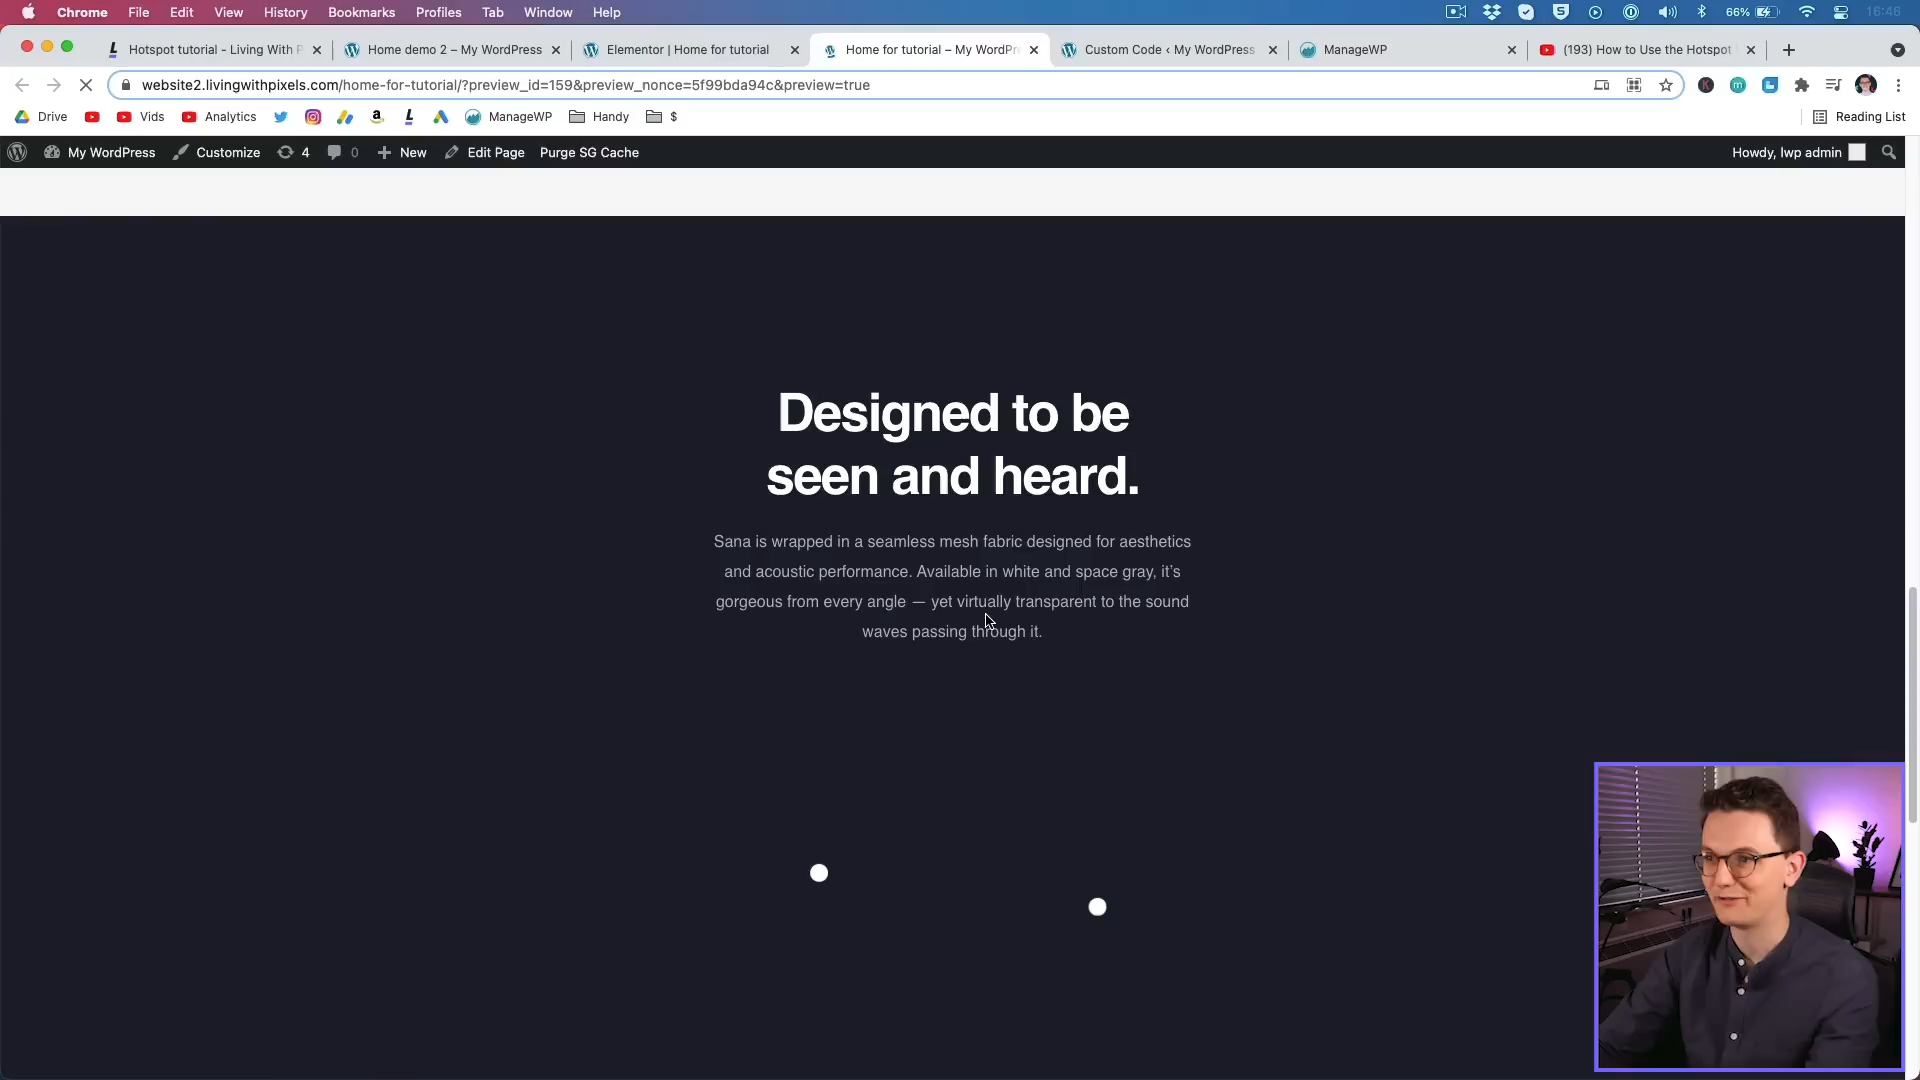 Chrome File Edit View History Bookmarks Profiles Tab Window Help 66% 16:46
Hotspot tutorial - Living With P Home demo 2 – My WordPress Elementor | Home for tutorial Home for tutorial – My WordPr Custom Code ‹ My WordPress ManageWP (193) How to Use the Hotspot
website2.livingwithpixels.com/home-for-tutorial/?preview_id=159&preview_nonce=5f99bda94c&preview=true
Drive Vids Analytics ManageWP Handy $ Reading List
My WordPress Customize 4 0 New Edit Page Purge SG Cache Howdy, lwp admin
Designed to be
seen and heard.
Sana is wrapped in a seamless mesh fabric designed for aesthetics
and acoustic performance. Available in white and space gray, it's
gorgeous from every angle — yet virtually transparent to the sound
waves passing through it.